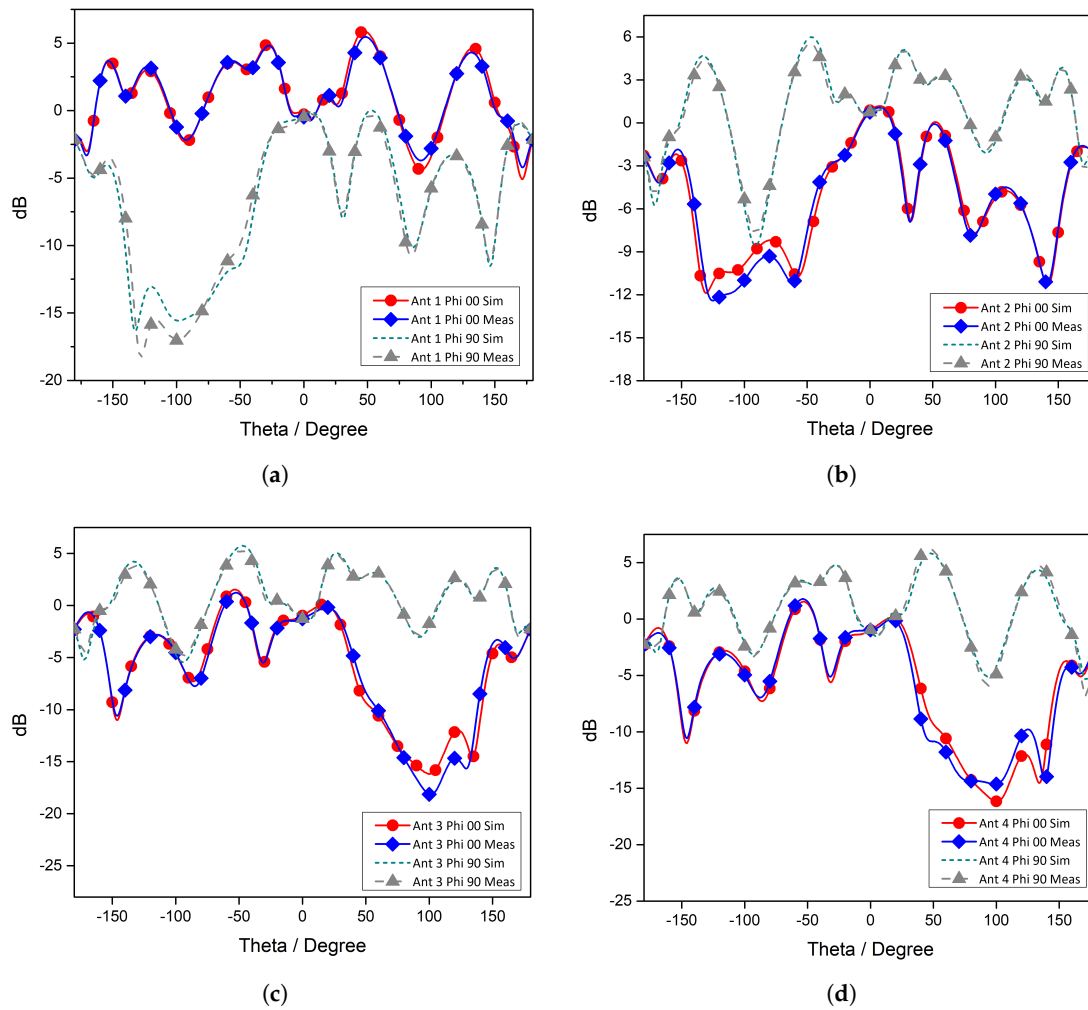 5
0
-5
-10
-15
-20
dB
-150 -100 -50 0 50 100 150
Theta / Degree
Ant 1 Phi 00 Sim
Ant 1 Phi 00 Meas
Ant 1 Phi 90 Sim
Ant 1 Phi 90 Meas
(a)
6
3
0
-3
-6
-9
-12
-15
-18
dB
-150 -100 -50 0 50 100 150
Theta / Degree
Ant 2 Phi 00 Sim
Ant 2 Phi 00 Meas
Ant 2 Phi 90 Sim
Ant 2 Phi 90 Meas
(b)
5
0
-5
-10
-15
-20
-25
dB
-150 -100 -50 0 50 100 150
Theta / Degree
Ant 3 Phi 00 Sim
Ant 3 Phi 00 Meas
Ant 3 Phi 90 Sim
Ant 3 Phi 90 Meas
(c)
5
0
-5
-10
-15
-20
-25
dB
-150 -100 -50 0 50 100 150
Theta / Degree
Ant 4 Phi 00 Sim
Ant 4 Phi 00 Meas
Ant 4 Phi 90 Sim
Ant 4 Phi 90 Meas
(d)